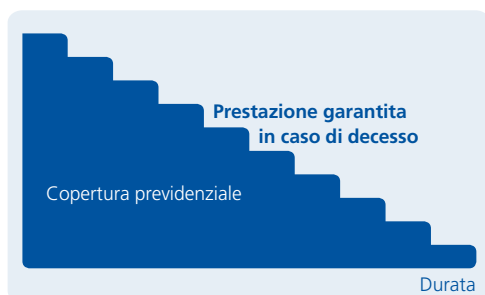 Prestazione garantita
in caso di decesso
Copertura previdenziale
Durata